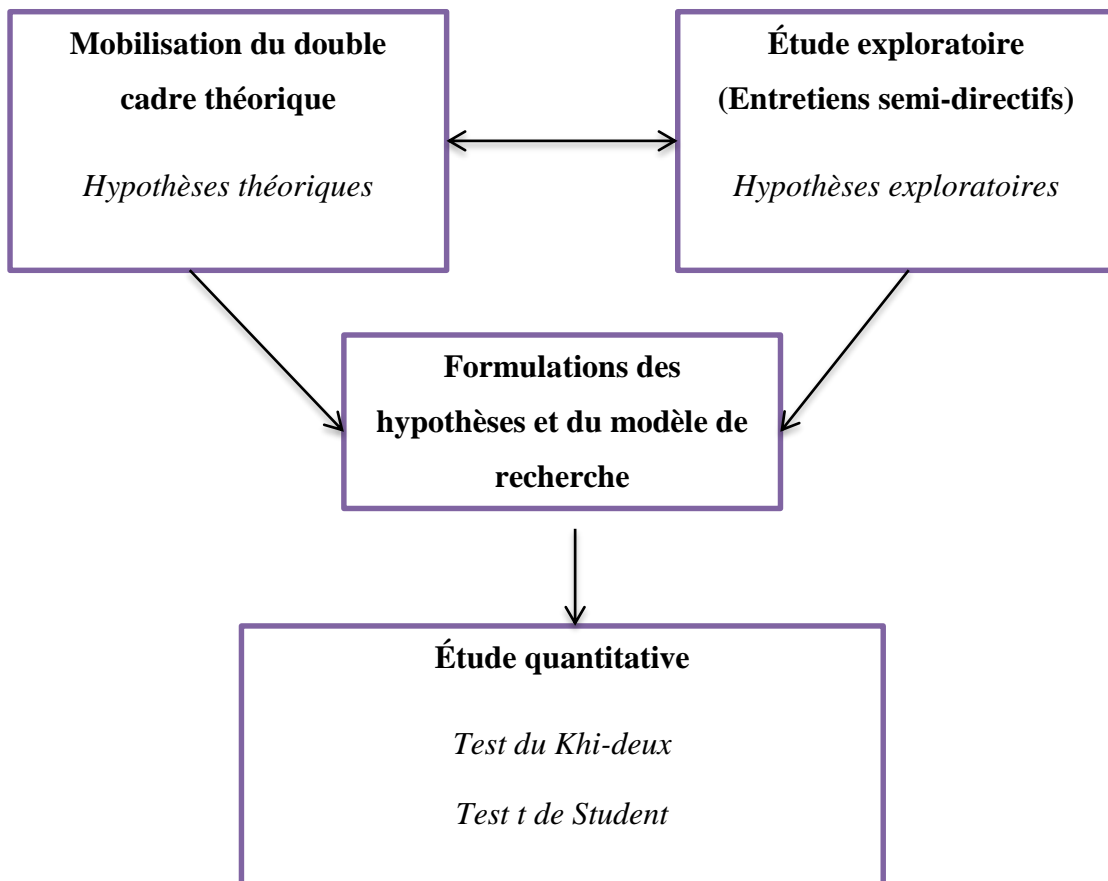 Mobilisation du double
cadre théorique
Hypothèses théoriques
Étude exploratoire
(Entretiens semi-directifs)
Hypothèses exploratoires
Formulations des
hypothèses et du modèle de
recherche
Étude quantitative
Test du Khi-deux
Test t de Student